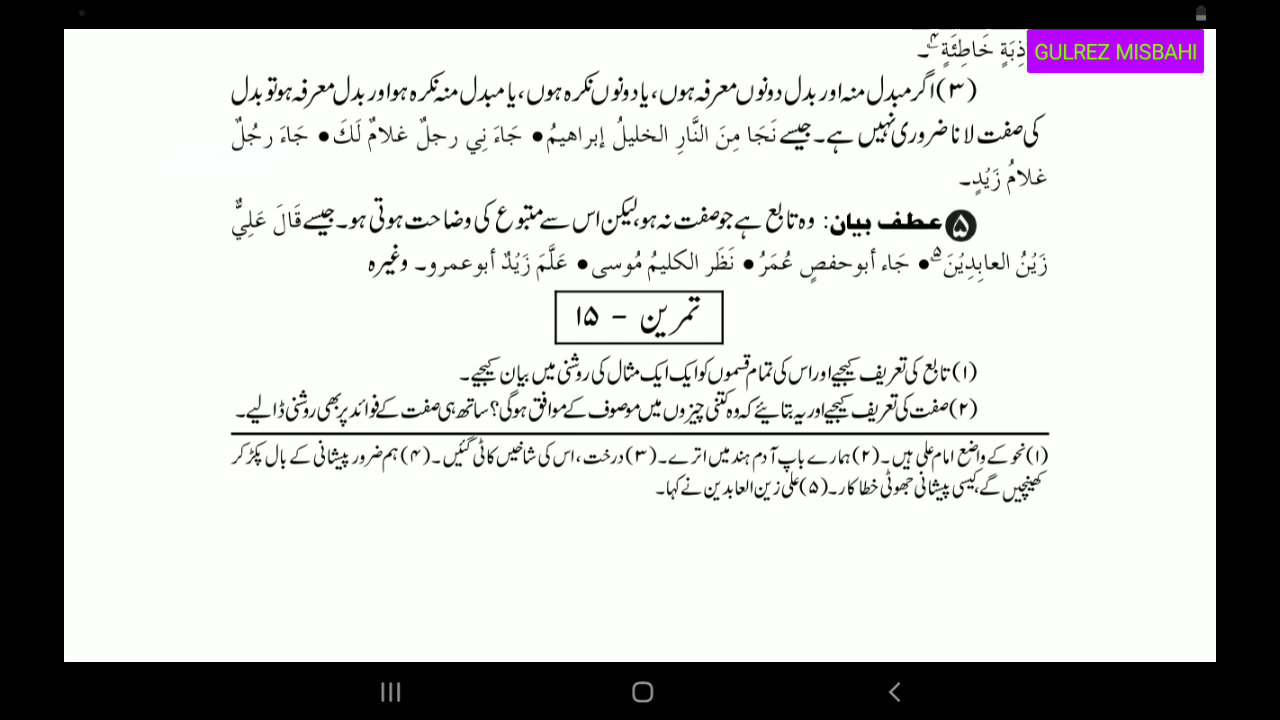 ذِبَةٍ خَاطِئَةٍ۴۔
GULREZ MISBAHI
(۳) اگر مبدل منہ اور بدل دونوں معرفہ ہوں، یا دونوں نکرہ ہوں، یا مبدل منہ نکرہ ہو اور بدل معرفہ ہو تو بدل
کی صفت لانا ضروری نہیں ہے۔ جیسے نَجَا مِنَ النَّارِ الخليلُ إبراهيمُ ● جَاءَ نِي رجلٌ غلامٌ لَكَ ● جَاءَ رجُلٌ
غلامُ زَيْدٍ۔
۵ عطف بیان: وہ تابع ہے جو صفت نہ ہو، لیکن اس سے متبوع کی وضاحت ہوتی ہو۔ جیسے قَالَ عَلِيٌّ
زَيْنُ العابِدِيْنَ۵ ● جَاء أبوحفصٍ عُمَرُ ● نَظَر الكليمُ مُوسى ● عَلَّمَ زَيْدٌ أبوعمرو۔ وغیرہ
تمرین – ۱۵
(۱) تابع کی تعریف کیجیے اور اس کی تمام قسموں کو ایک ایک مثال کی روشنی میں بیان کیجیے۔
(۲) صفت کی تعریف کیجیے اور یہ بتائیے کہ وہ کتنی چیزوں میں موصوف کے موافق ہوگی؟ ساتھ ہی صفت کے فوائد پر بھی روشنی ڈالیے۔
(۱) نحو کے واضع امام علی ہیں۔ (۲) ہمارے باپ آدم ہند میں اترے۔ (۳) درخت، اس کی شاخیں کاٹی گئیں۔ (۴) ہم ضرور پیشانی کے بال پکڑ کر
کھینچیں گے، کیسی پیشانی جھوٹی خطا کار۔ (۵) علی زین العابدین نے کہا۔